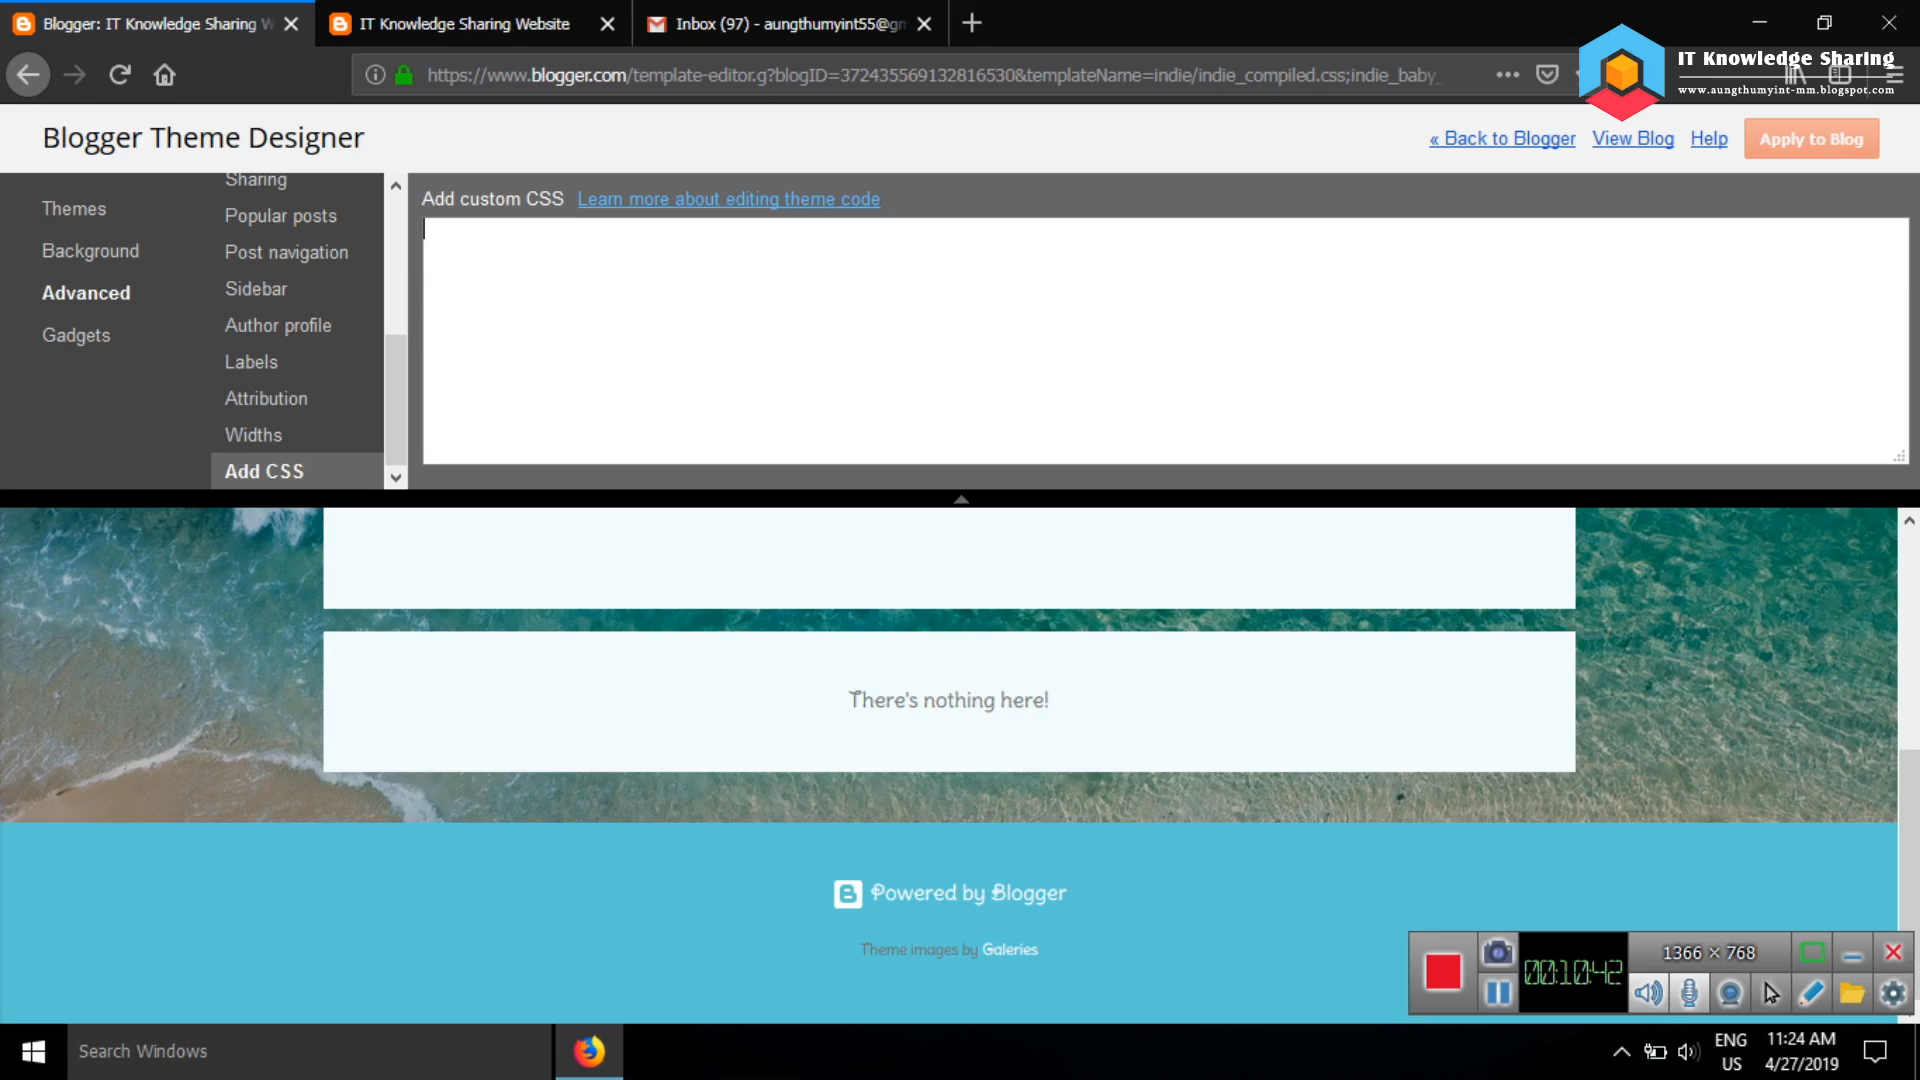 Blogger: IT Knowledge Sharing W
IT Knowledge Sharing Website
Inbox (97) - aungthumyint55@gm
https://www.blogger.com/template-editor.g?blogID=372435569132816530&templateName=indie/indie_compiled.css;indie_baby_
IT Knowledge Sharing
www.aungthumyint-mm.blogspot.com
Blogger Theme Designer
« Back to Blogger
View Blog
Help
Apply to Blog
Themes
Background
Advanced
Gadgets
Sharing
Popular posts
Post navigation
Sidebar
Author profile
Labels
Attribution
Widths
Add CSS
Add custom CSS
Learn more about editing theme code
There's nothing here!
Powered by Blogger
Theme images by Galeries
1366 × 768
00:10:42
Search Windows
ENG
US
11:24 AM
4/27/2019